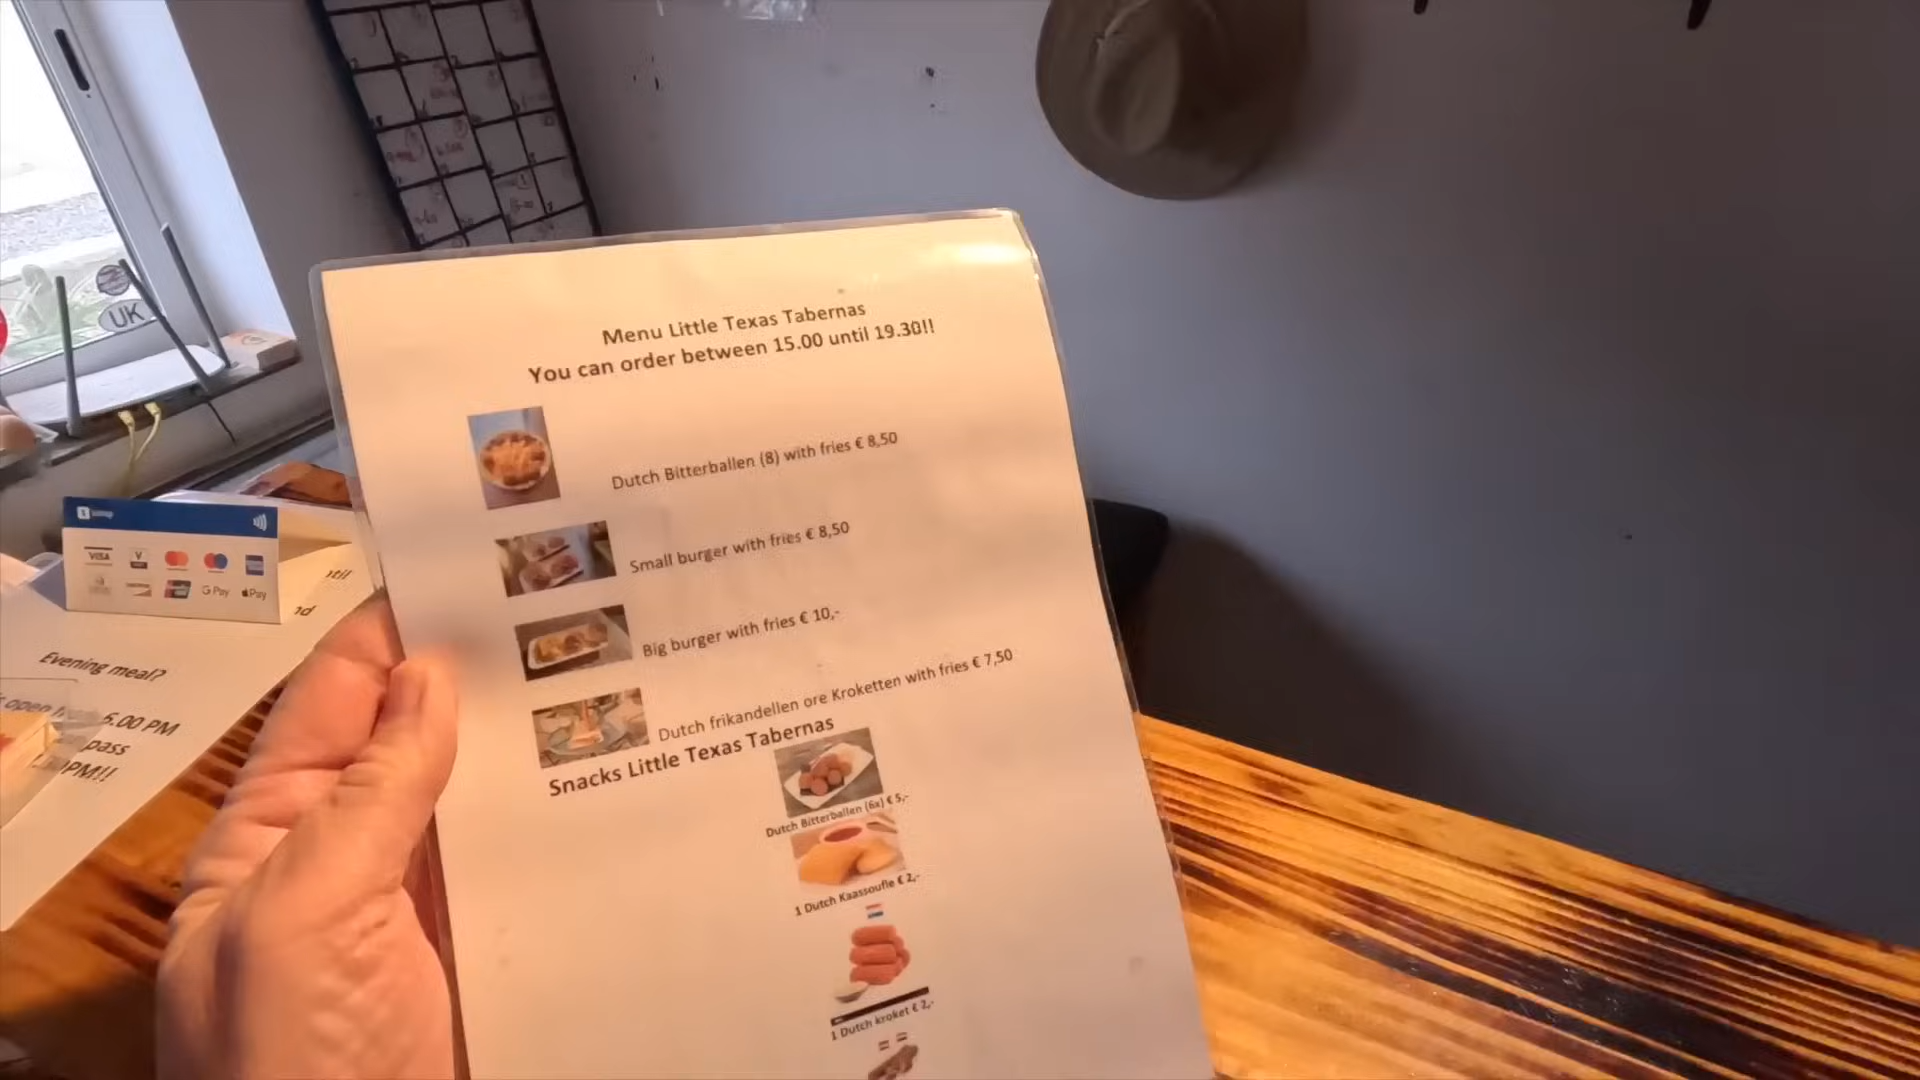 Menu Little Texas Tabernas
You can order between 15.00 until 19.30!!
Dutch Bitterballen (8) with fries € 8,50
Small burger with fries € 8,50
Big burger with fries € 10,-
Dutch frikandellen ore Kroketten with fries € 7,50
Snacks Little Texas Tabernas
Dutch Bitterballen (6x) € 5,-
1 Dutch Kaassoufle € 2,-
1 Dutch kroket € 2,-
UK
VISA
V
G Pay
Pay
Evening meal?
open
6.00 PM
pass
PM!!